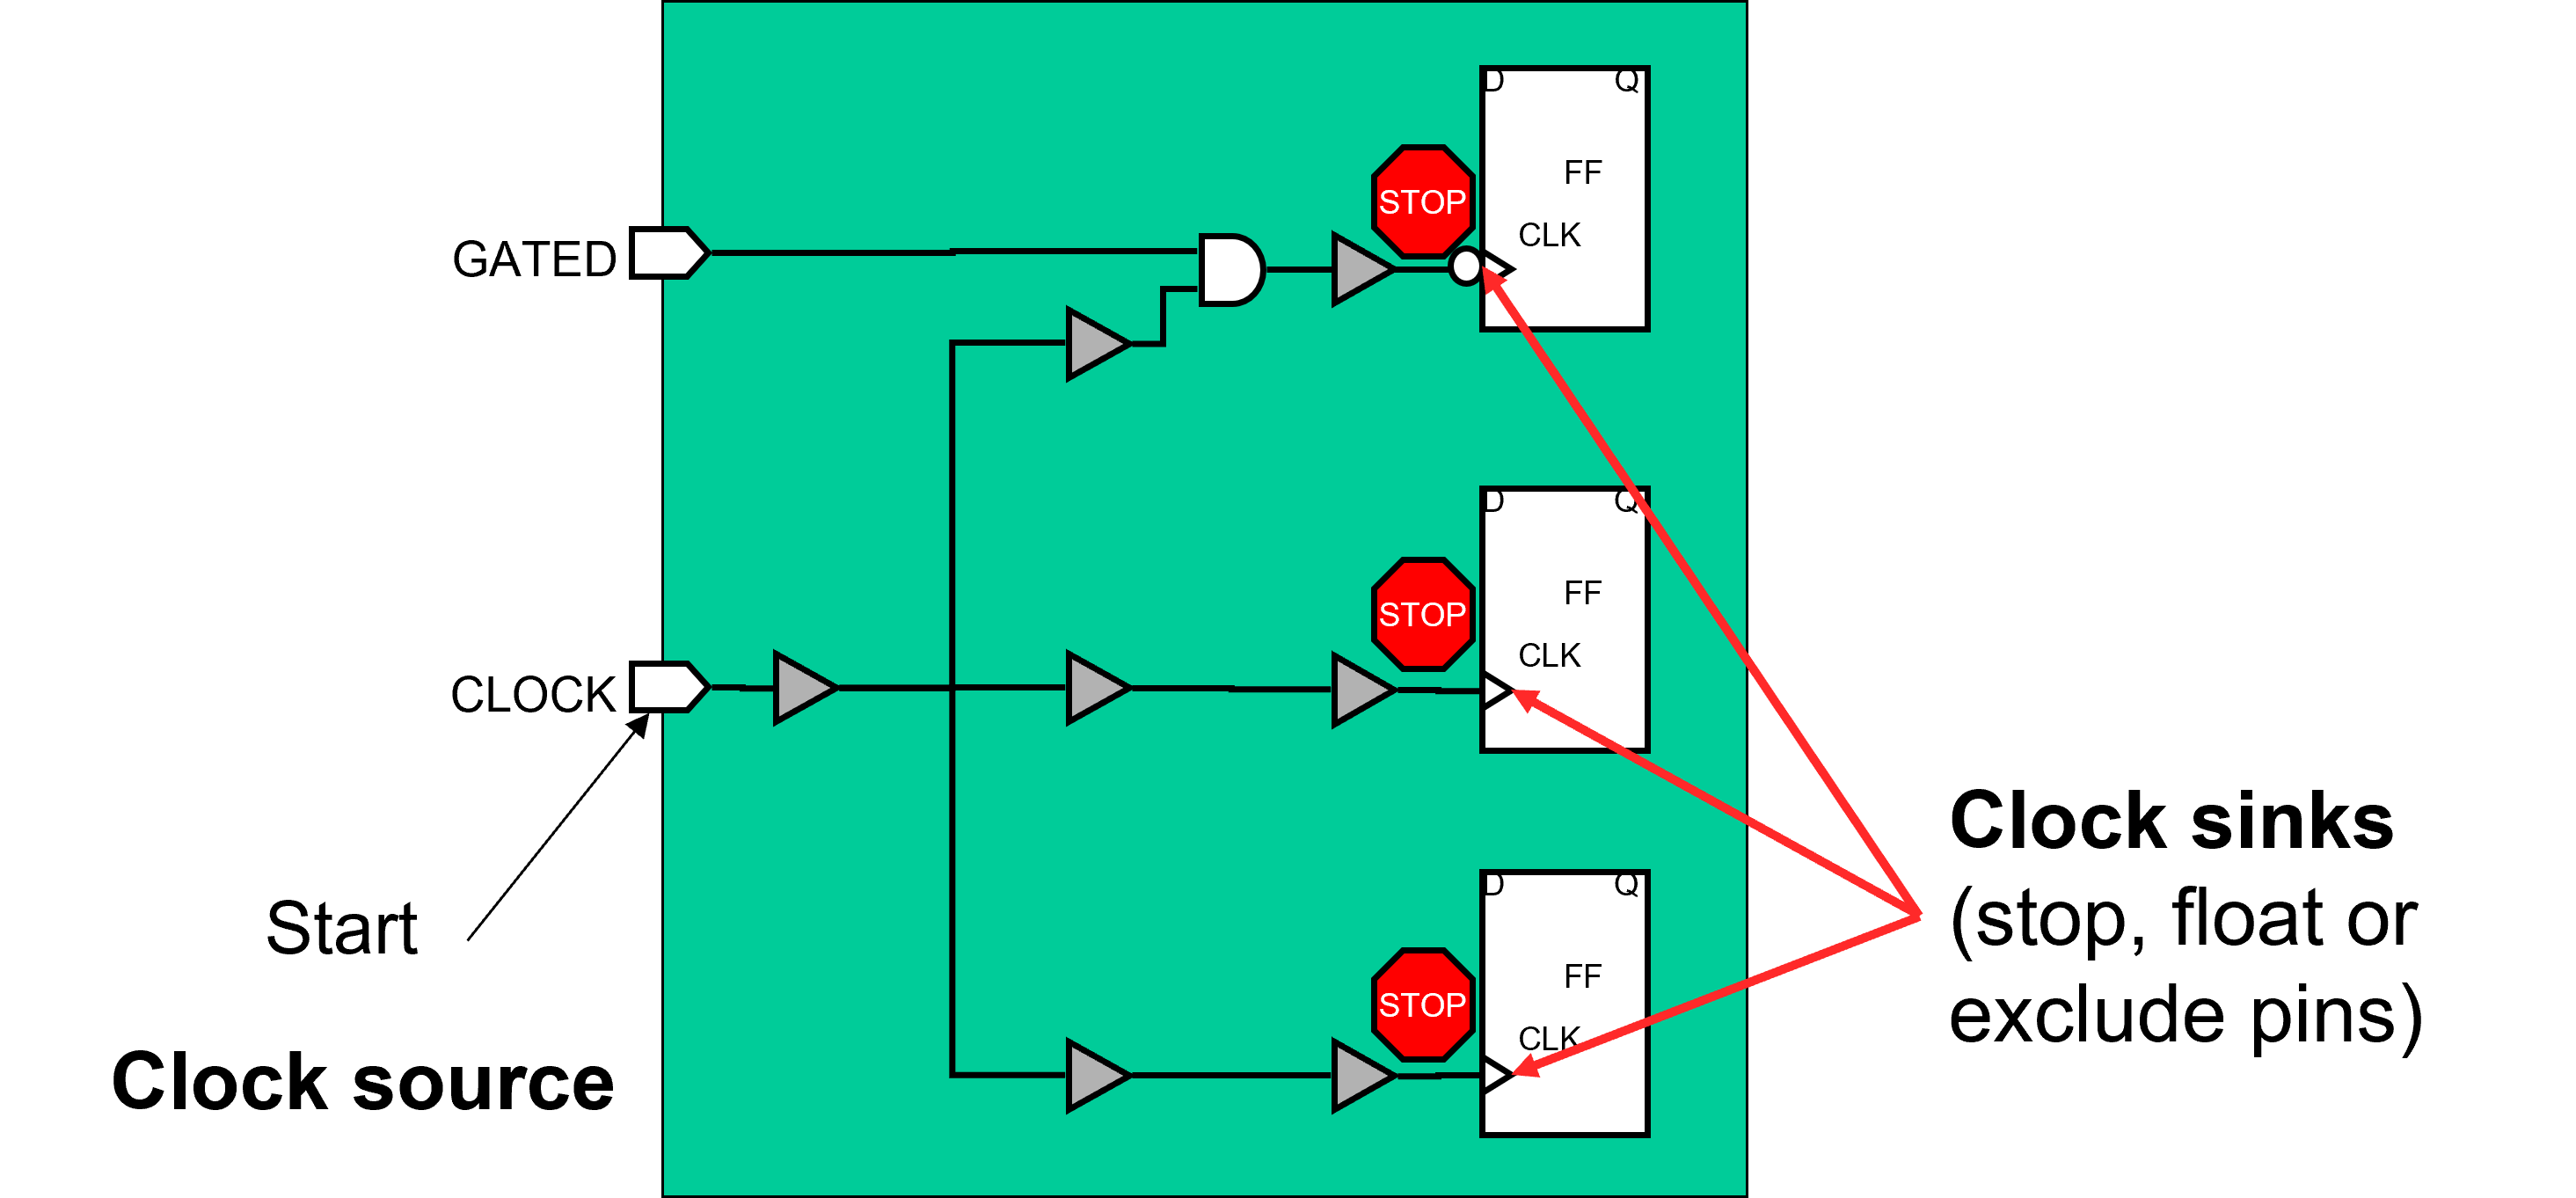 D Q
FF
STOP
CLK
GATED
D Q
FF
STOP
CLK
CLOCK
Start
Clock source
D Q
FF
STOP
CLK
Clock sinks
(stop, float or
exclude pins)